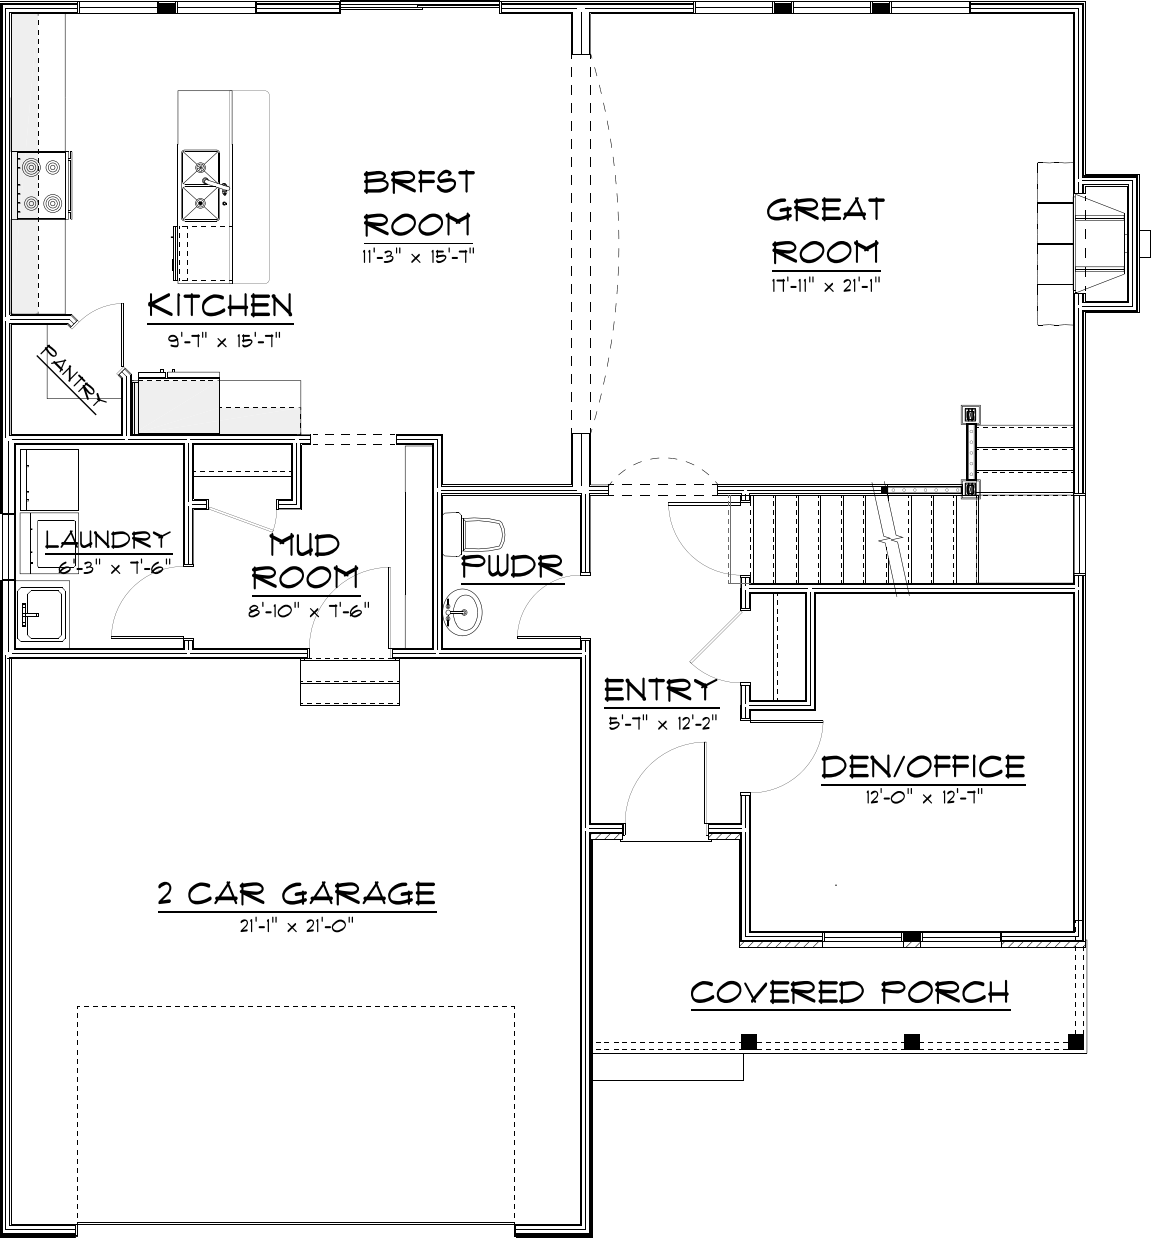 BRFST
ROOM
11'-3" x 15'-7"
GREAT
ROOM
17'-11" x 21'-1"
KITCHEN
9'-7" x 15'-7"
PANTRY
LAUNDRY
6'-3" x 7'-6"
MUD
ROOM
8'-10" x 7'-6"
PWDR
ENTRY
5'-7" x 12'-2"
DEN/OFFICE
12'-0" x 12'-7"
2 CAR GARAGE
21'-1" x 21'-0"
COVERED PORCH